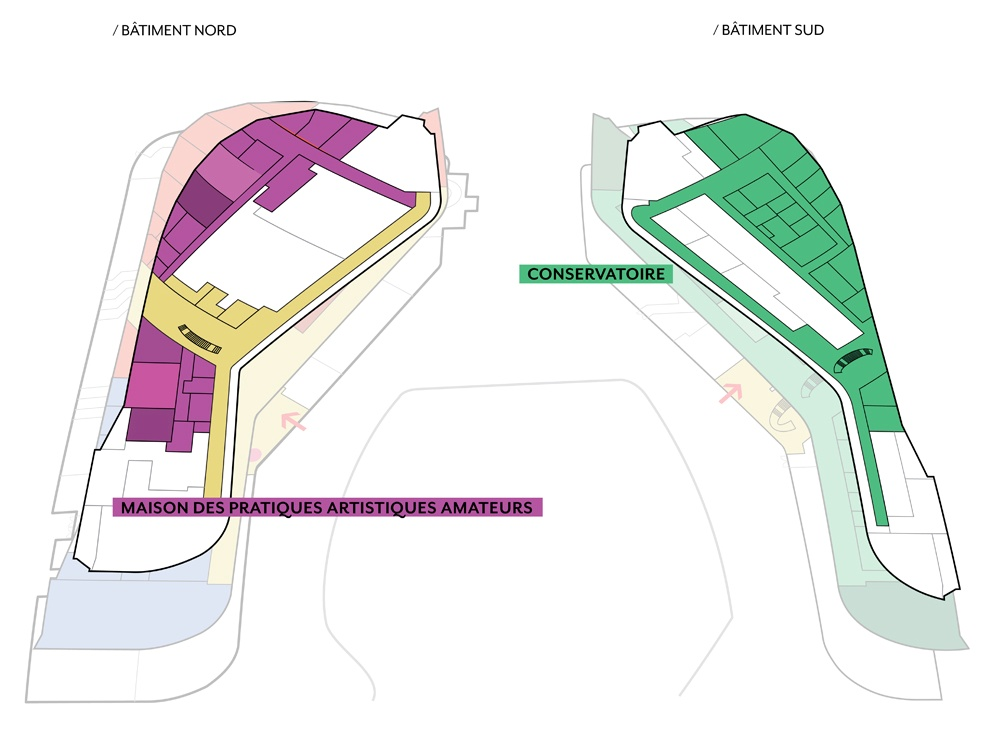 / BÂTIMENT NORD
/ BÂTIMENT SUD
CONSERVATOIRE
MAISON DES PRATIQUES ARTISTIQUES AMATEURS